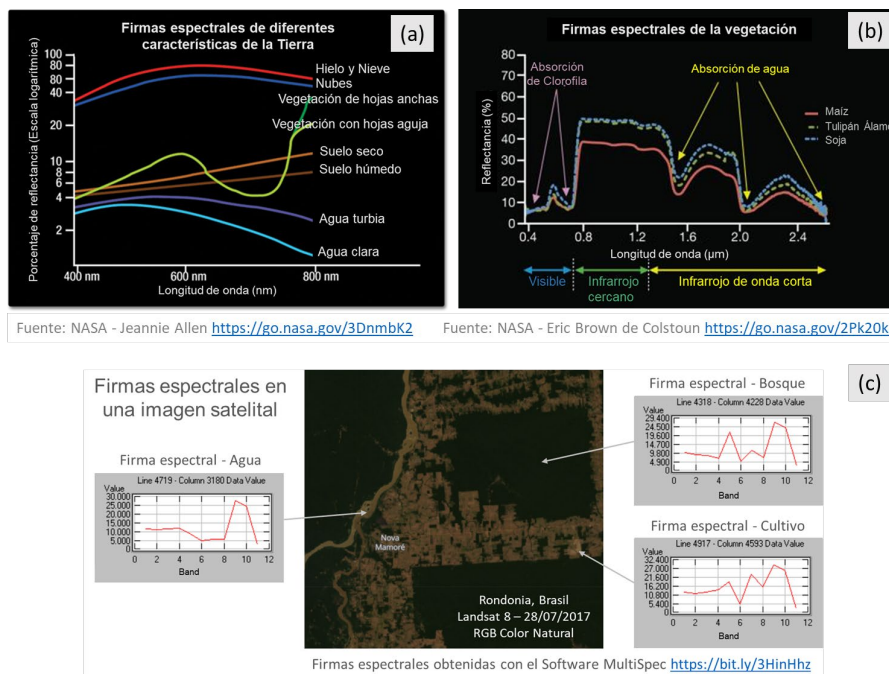 Firmas espectrales de diferentes
características de la Tierra
(a)
Porcentaje de reflectancia (Escala logarítmica)
100
80
60
40
20
10
8
6
4
2
Hielo y Nieve
Nubes
Vegetación de hojas anchas
Vegetación con hojas aguja
Suelo seco
Suelo húmedo
Agua turbia
Agua clara
400 nm
600 nm
800 nm
Longitud de onda (nm)
Firmas espectrales de la vegetación
(b)
Reflectancia (%)
80
70
60
50
40
30
20
10
0
Absorción
de Clorofila
Absorción de agua
Maíz
Tulipán Álam
Soja
0.4
0.8
1.2
1.6
2.0
2.4
Longitud de onda (µm)
Visible
Infrarrojo
cercano
Infrarrojo de onda corta
Fuente: NASA - Jeannie Allen https://go.nasa.gov/3DnmbK2
Fuente: NASA - Eric Brown de Colstoun https://go.nasa.gov/2Pk20k
Firmas espectrales en
una imagen satelital
(c)
Firma espectral - Agua
Line 4719 - Column 3180 Data Value
Value
30.000
25.000
20.000
15.000
10.000
5.000
0
0 2 4 6 8 10 12
Band
Nova
Mamoré
Rondonia, Brasil
Landsat 8 – 28/07/2017
RGB Color Natural
Firma espectral - Bosque
Line 4318 - Column 4228 Data Value
Value
29.400
24.500
19.600
14.700
9.800
4.900
0
0 2 4 6 8 10 12
Band
Firma espectral - Cultivo
Line 4917 - Column 4593 Data Value
Value
32.400
27.000
21.600
16.200
10.800
5.400
0
0 2 4 6 8 10 12
Band
Firmas espectrales obtenidas con el Software MultiSpec https://bit.ly/3HinHhz